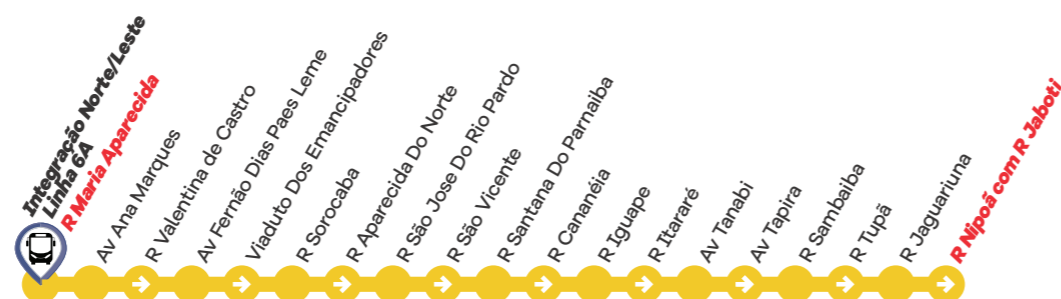 Integração Norte/Leste
Linha 6A
R Maria Aparecida
Av Ana Marques
R Valentina de Castro
Av Fernão Dias Paes Leme
Viaduto Dos Emancipadores
R Sorocaba
R Aparecida Do Norte
R São Jose Do Rio Pardo
R São Vicente
R Santana Do Parnaiba
R Cananéia
R Iguape
R Itararé
Av Tanabi
Av Tapira
R Sambaiba
R Tupã
R Jaguariuna
R Nipoã com R Jaboti